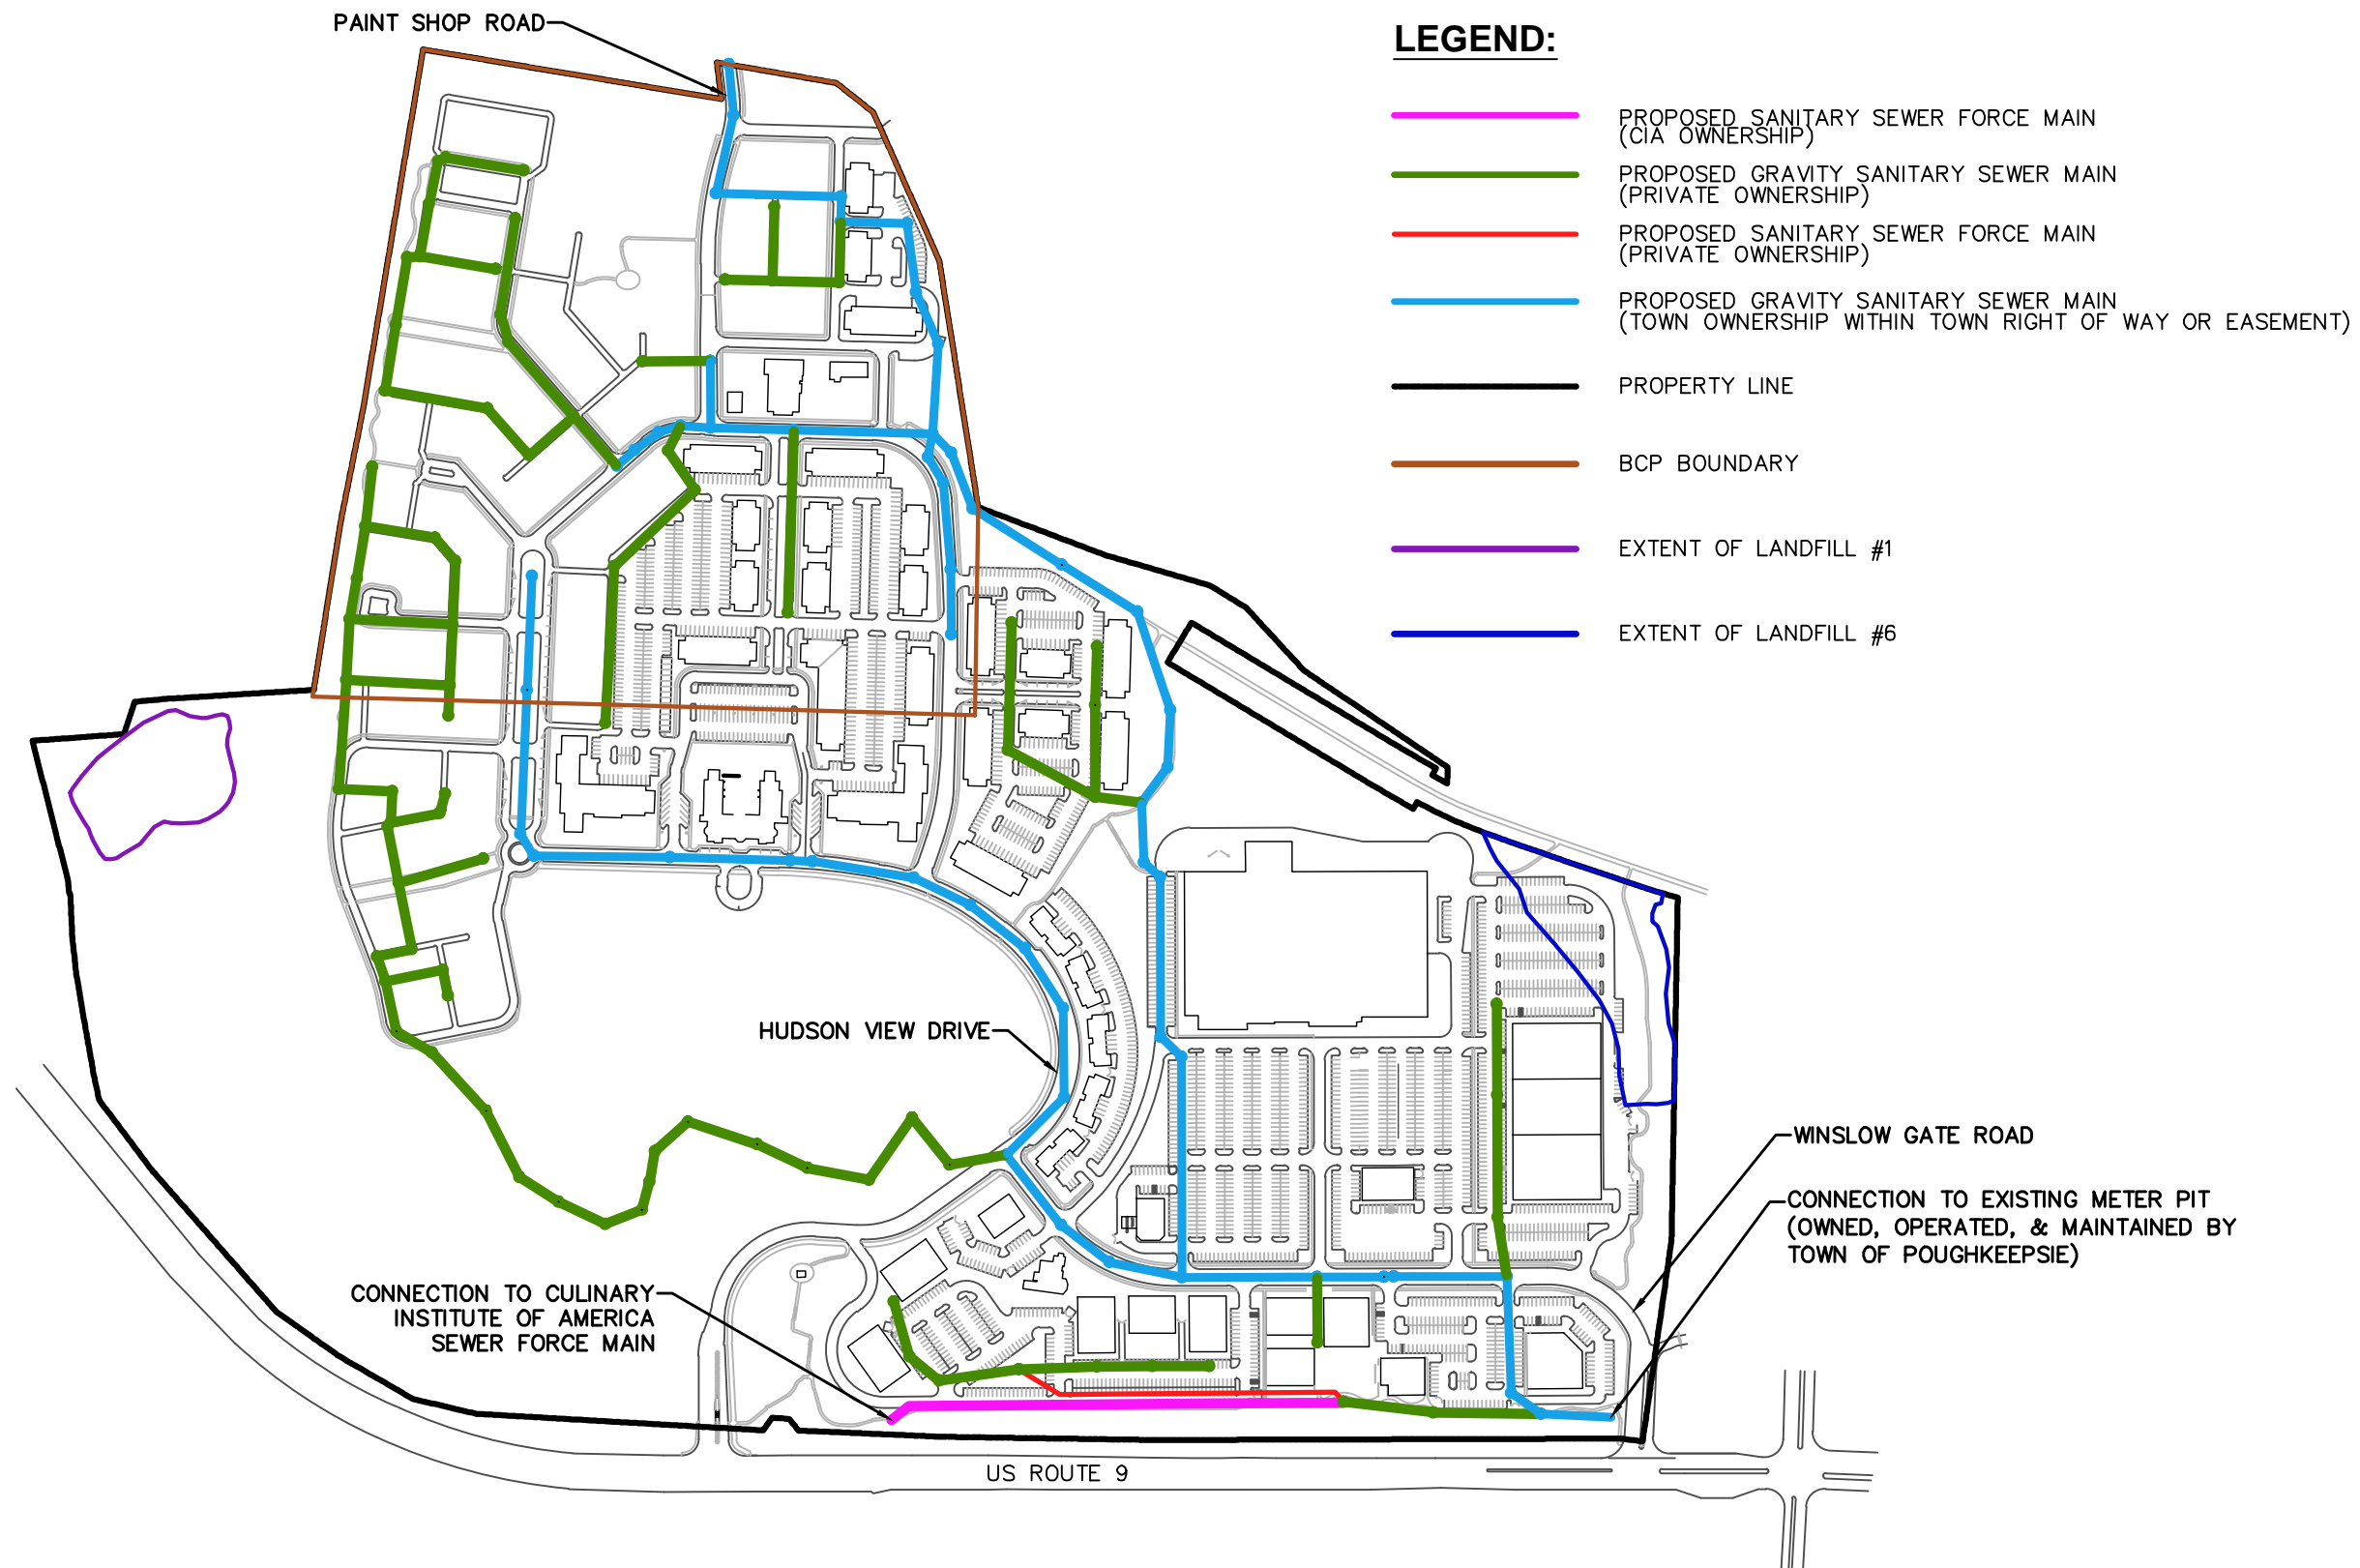 PAINT SHOP ROAD
LEGEND:
PROPOSED SANITARY SEWER FORCE MAIN
(CIA OWNERSHIP)
PROPOSED GRAVITY SANITARY SEWER MAIN
(PRIVATE OWNERSHIP)
PROPOSED SANITARY SEWER FORCE MAIN
(PRIVATE OWNERSHIP)
PROPOSED GRAVITY SANITARY SEWER MAIN
(TOWN OWNERSHIP WITHIN TOWN RIGHT OF WAY OR EASEMENT)
PROPERTY LINE
BCP BOUNDARY
EXTENT OF LANDFILL #1
EXTENT OF LANDFILL #6
HUDSON VIEW DRIVE
WINSLOW GATE ROAD
CONNECTION TO EXISTING METER PIT
(OWNED, OPERATED, & MAINTAINED BY
TOWN OF POUGHKEEPSIE)
CONNECTION TO CULINARY
INSTITUTE OF AMERICA
SEWER FORCE MAIN
US ROUTE 9